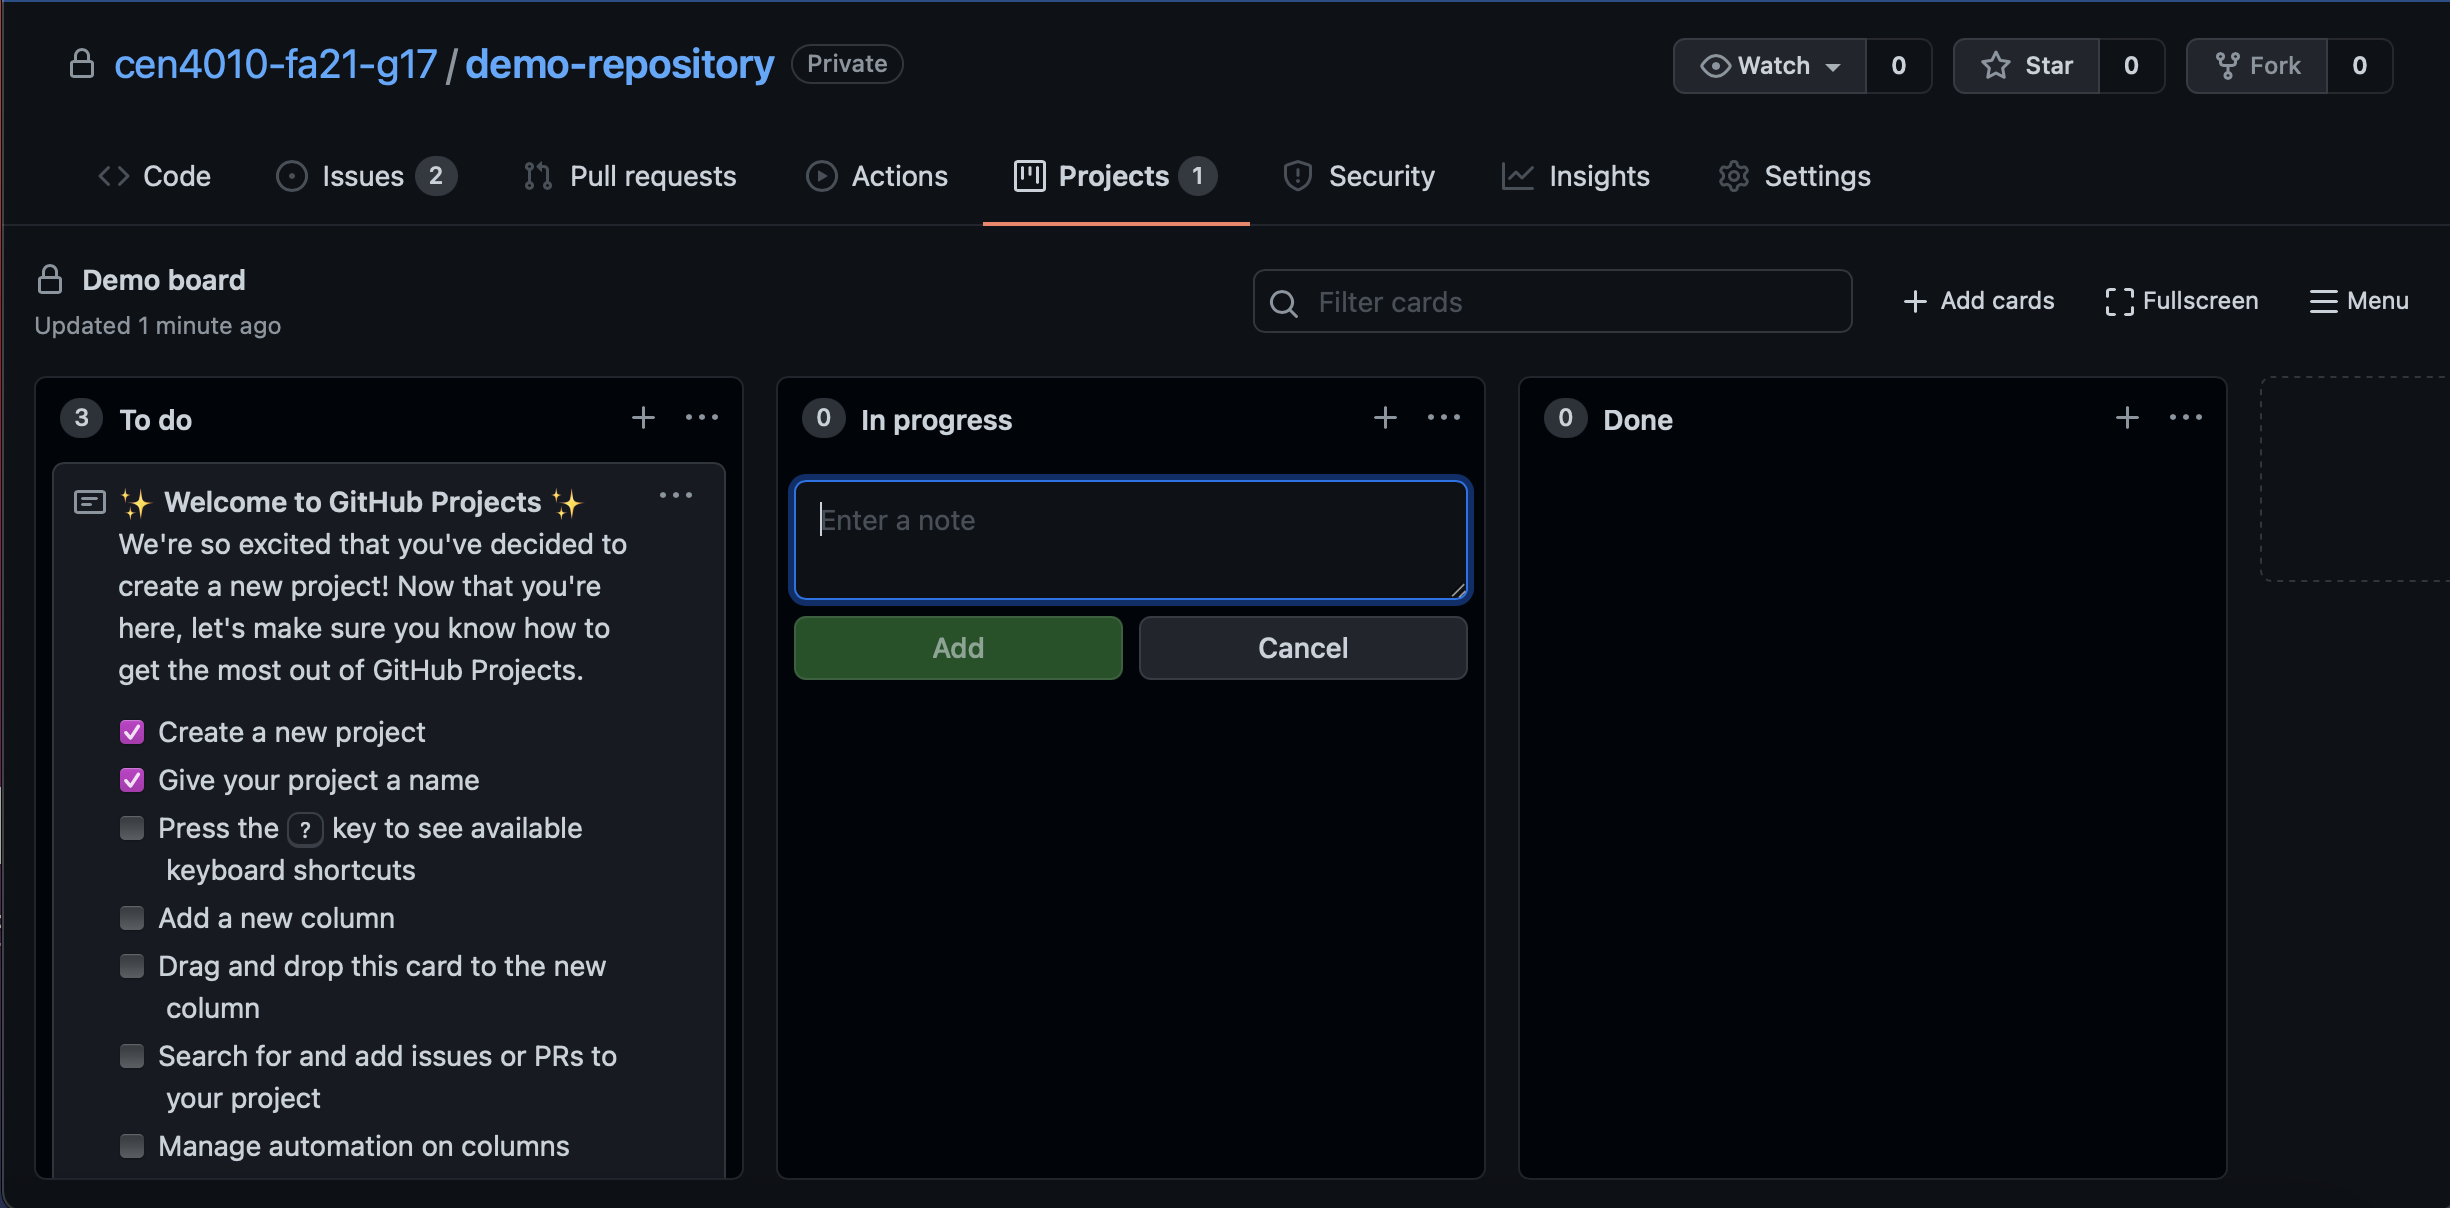 cen4010-fa21-g17 / demo-repository Private Watch 0 Star 0 Fork 0
Code Issues 2 Pull requests Actions Projects 1 Security Insights Settings
Demo board
Updated 1 minute ago
Filter cards
+ Add cards Fullscreen Menu
3 To do
✨ Welcome to GitHub Projects ✨
We're so excited that you've decided to
create a new project! Now that you're
here, let's make sure you know how to
get the most out of GitHub Projects.
Create a new project
Give your project a name
Press the ? key to see available
keyboard shortcuts
Add a new column
Drag and drop this card to the new
column
Search for and add issues or PRs to
your project
Manage automation on columns
0 In progress
Enter a note
Add Cancel
0 Done